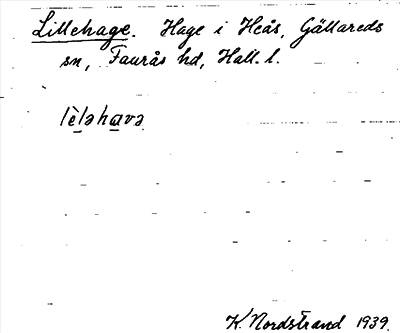 Lillehage. Hage i Heås, Gällareds
sn, Faurås hd, Hall. l.
lèləhavə
K. Nordstrand 1939.